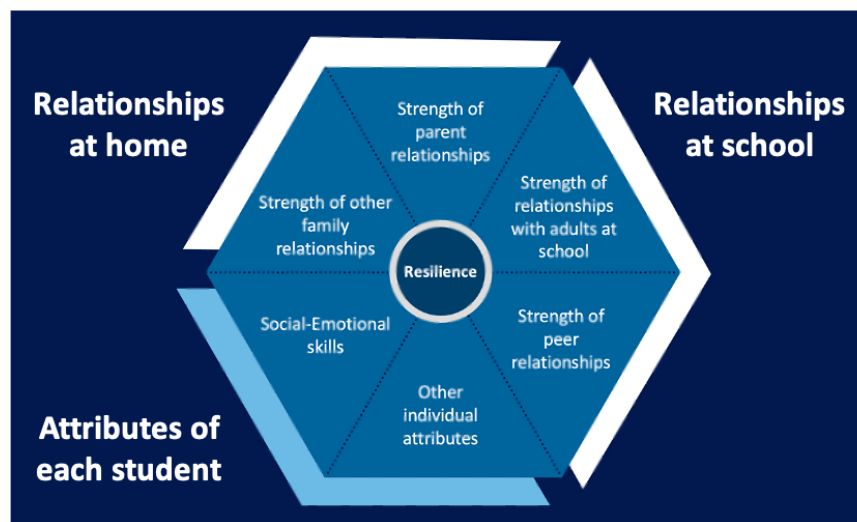 Relationships
at home
Relationships
at school
Strength of
parent
relationships
Strength of
relationships
with adults at
school
Strength of other
family
relationships
Resilience
Social-Emotional
skills
Strength of
peer
relationships
Other
individual
attributes
Attributes of
each student